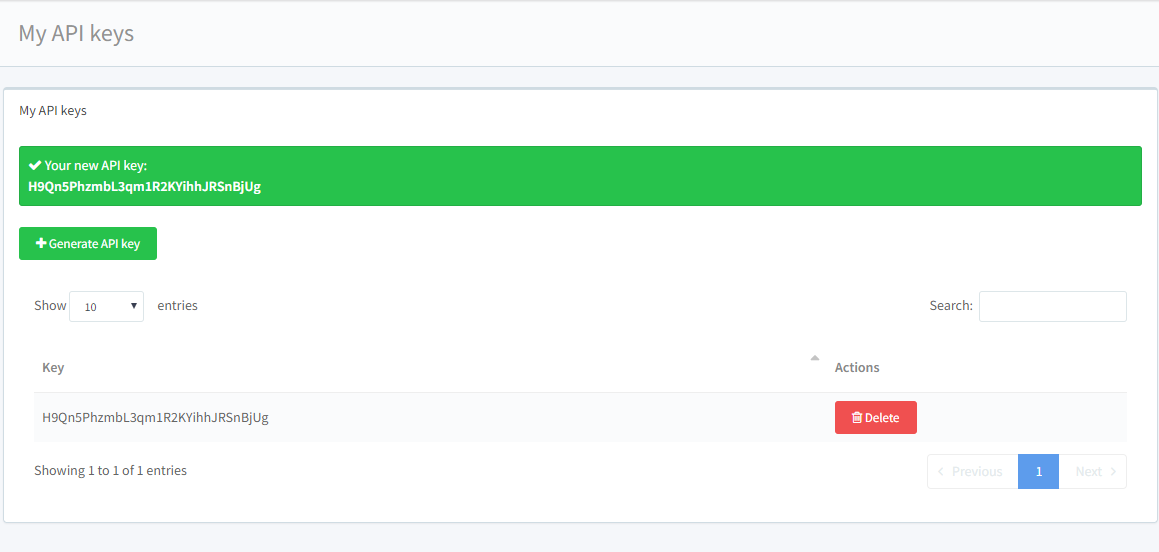 My API keys
My API keys
Your new API key:
H9Qn5PhzmbL3qm1R2KYihhJRSnBjUg
Generate API key
Show 10 entries Search:
Key Actions
H9Qn5PhzmbL3qm1R2KYihhJRSnBjUg Delete
Showing 1 to 1 of 1 entries Previous 1 Next